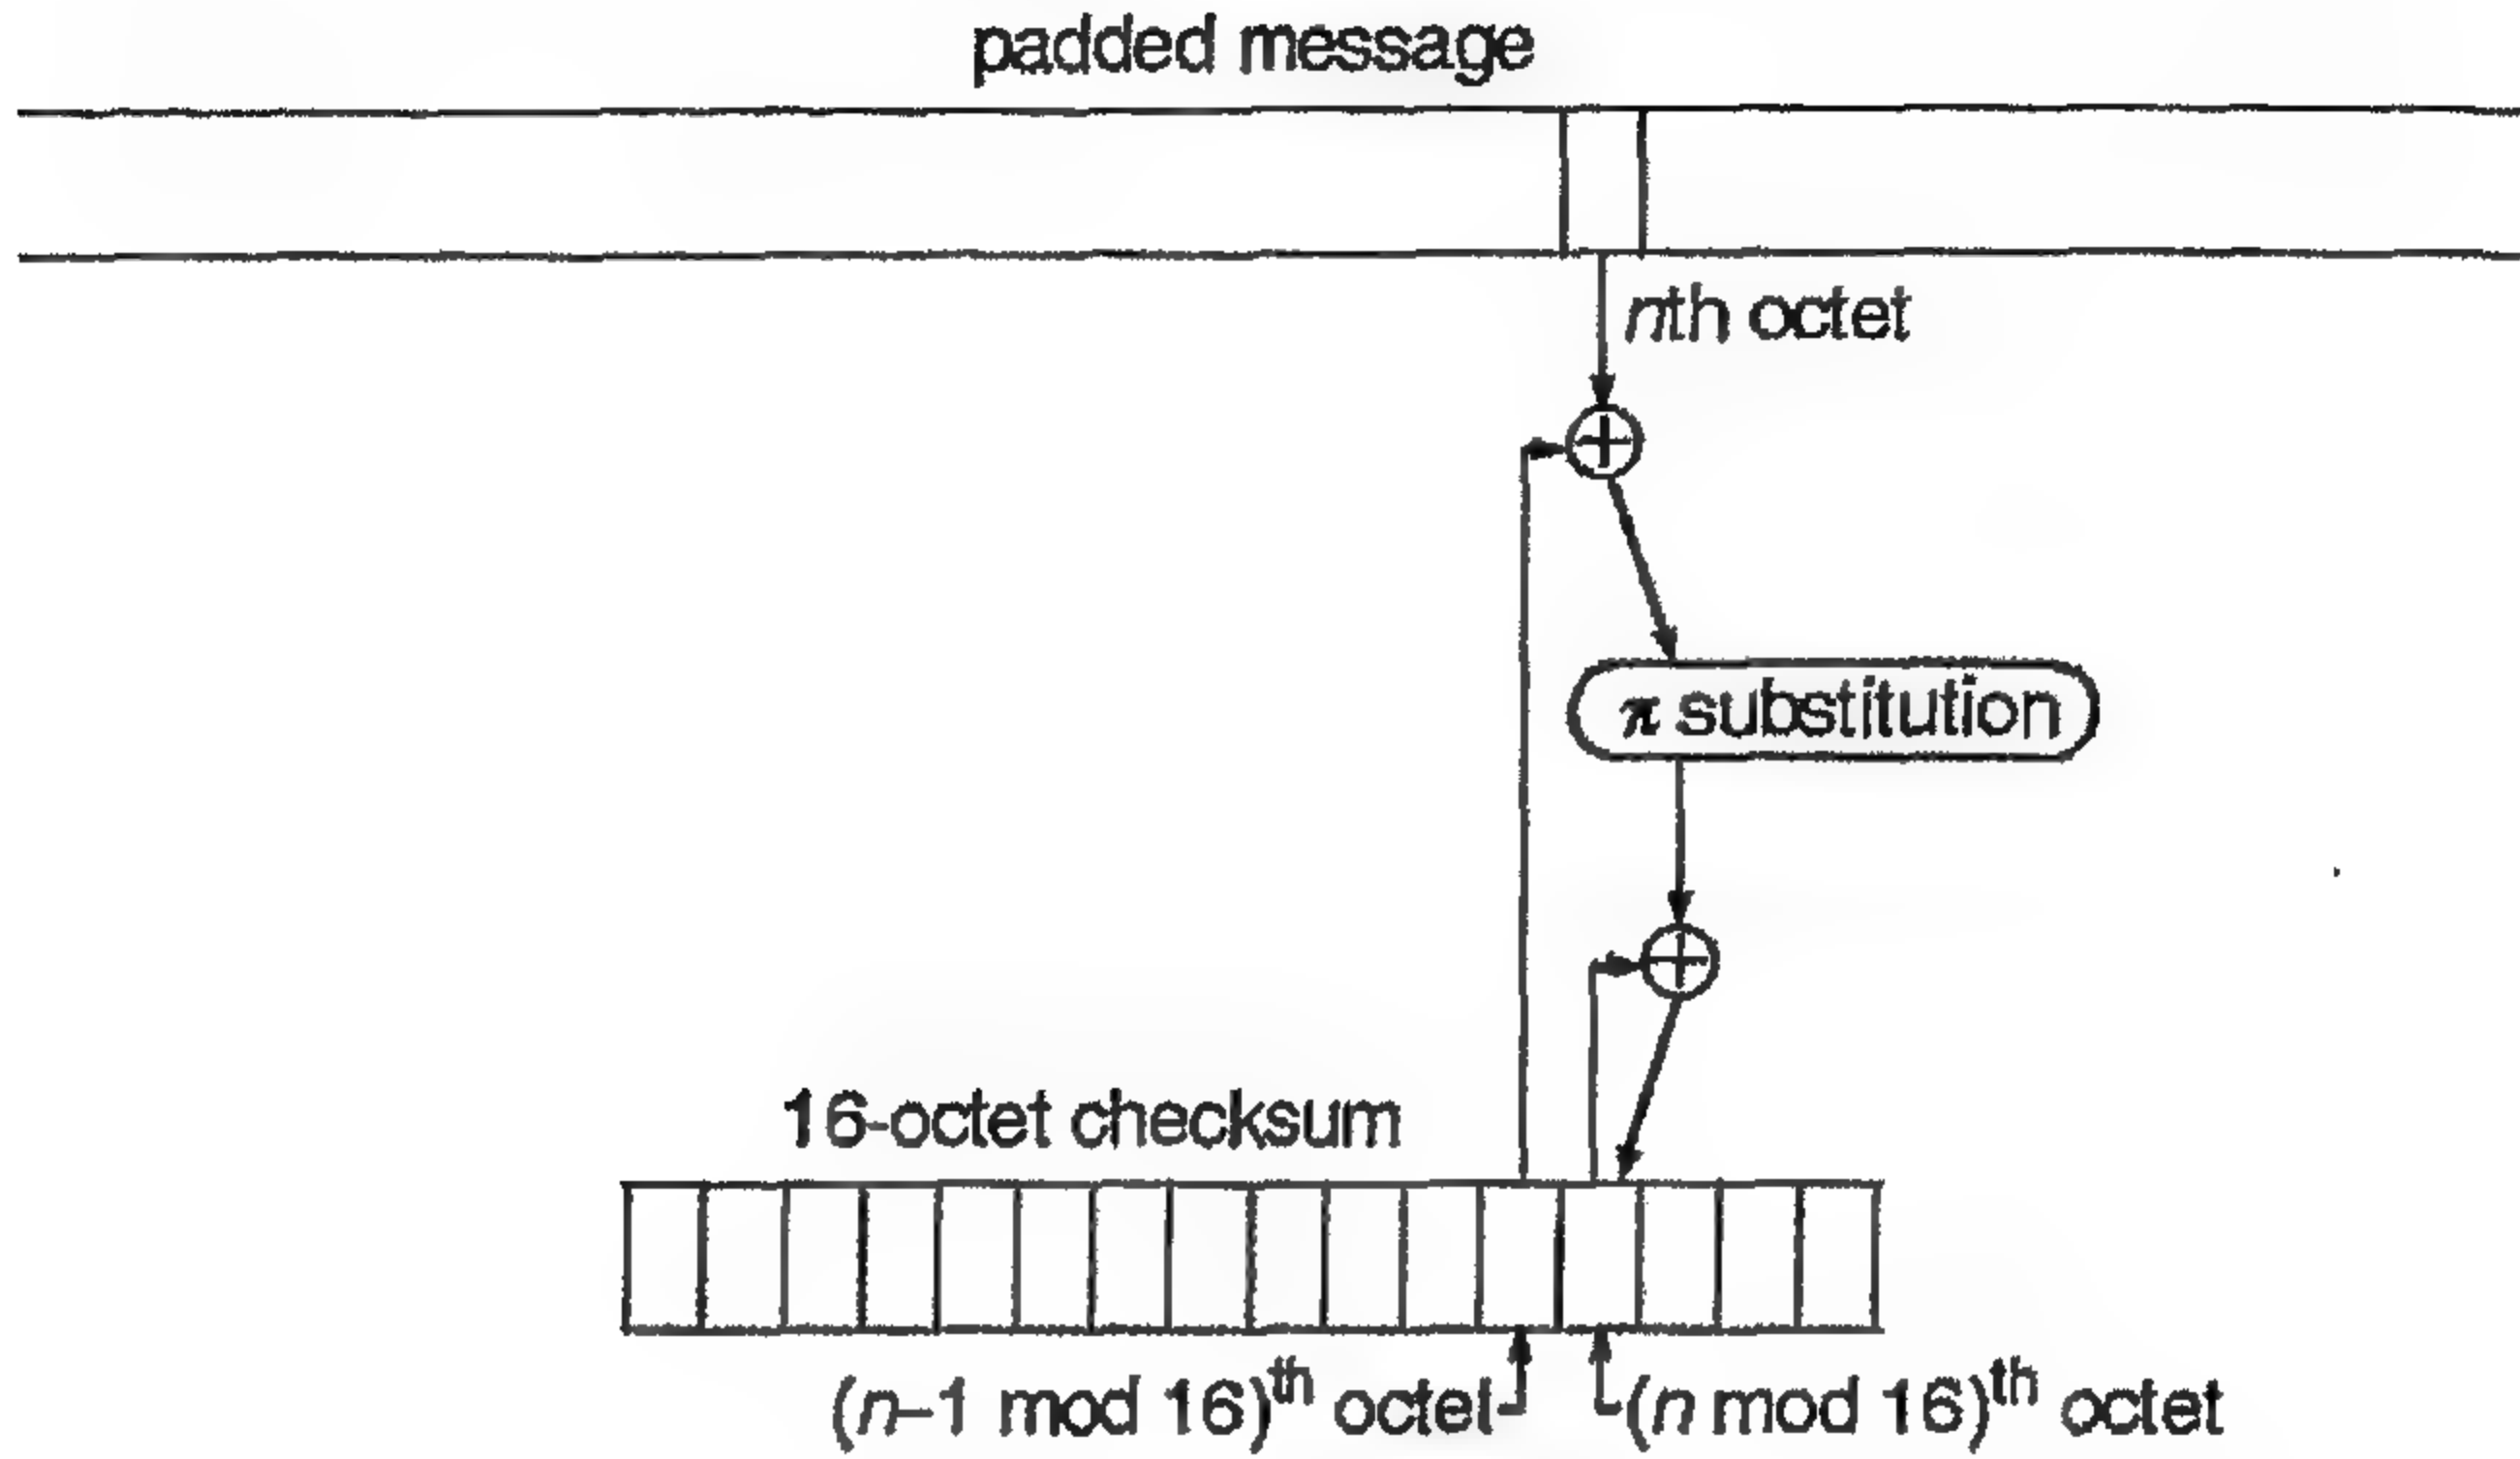 padded message
nth octet
π substitution
16-octet checksum
(n–1 mod 16)th octet
(n mod 16)th octet